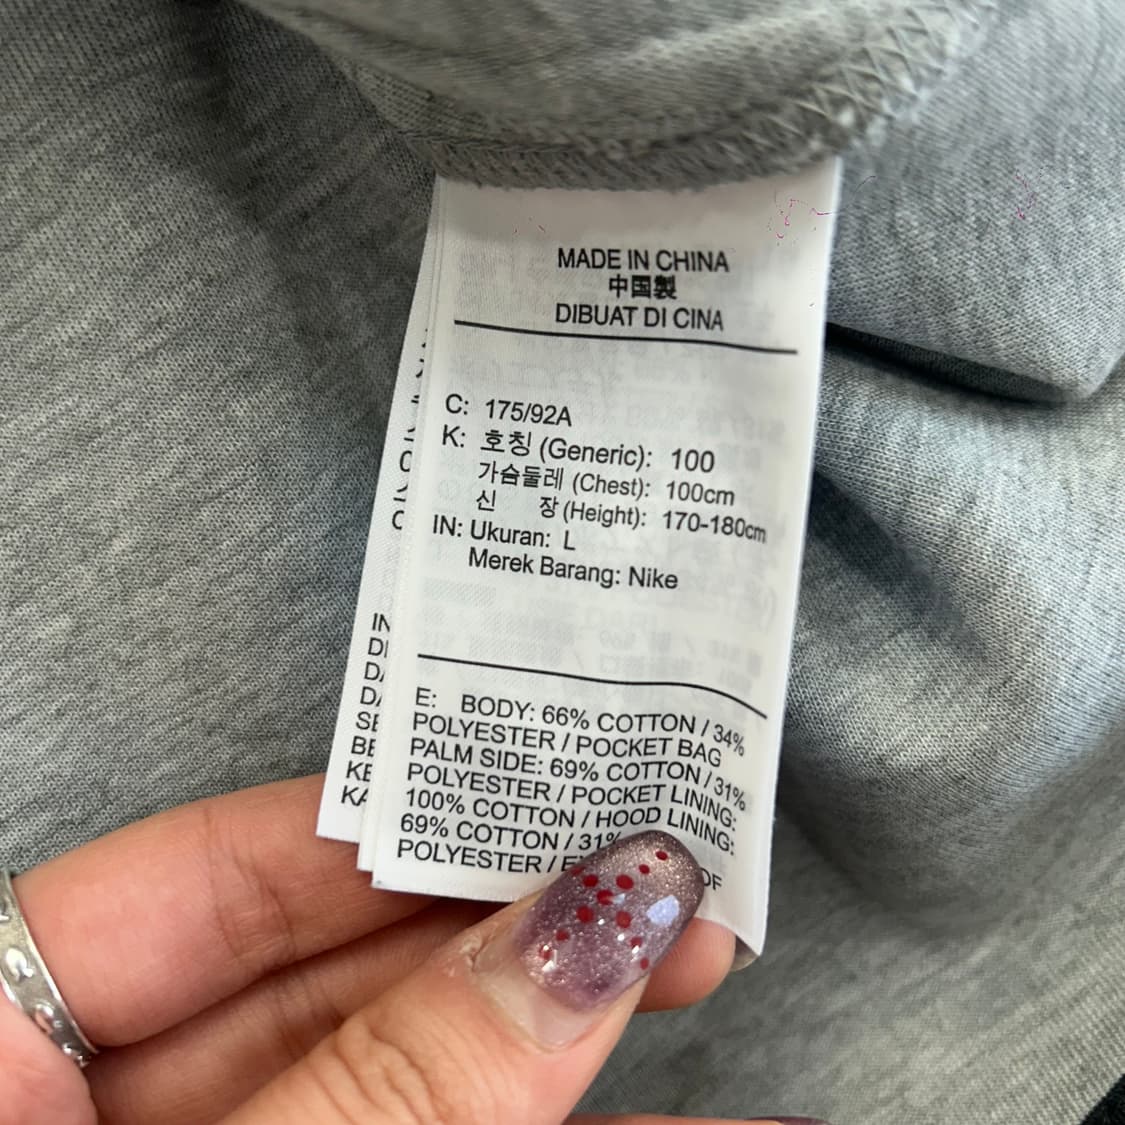 MADE IN CHINA
中国製
DIBUAT DI CINA
C: 175/92A
K: 호칭 (Generic): 100
가슴둘레 (Chest): 100cm
신 장 (Height): 170-180cm
IN: Ukuran: L
Merek Barang: Nike
E: BODY: 66% COTTON / 34%
POLYESTER / POCKET BAG
PALM SIDE: 69% COTTON / 31%
POLYESTER / POCKET LINING:
100% COTTON / HOOD LINING:
69% COTTON / 31%
POLYESTER / OF